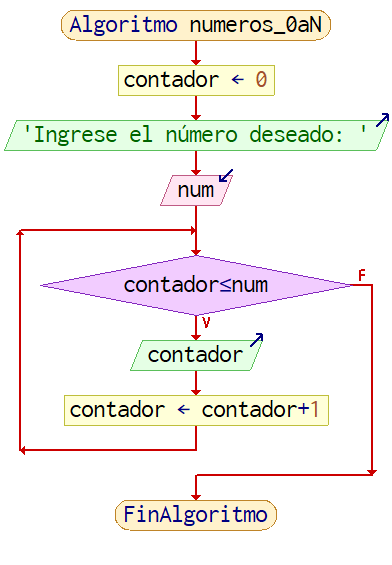 Algoritmo numeros_0aN
contador ← 0
'Ingrese el número deseado: '
num
contador≤num
F
V
contador
contador ← contador+1
FinAlgoritmo